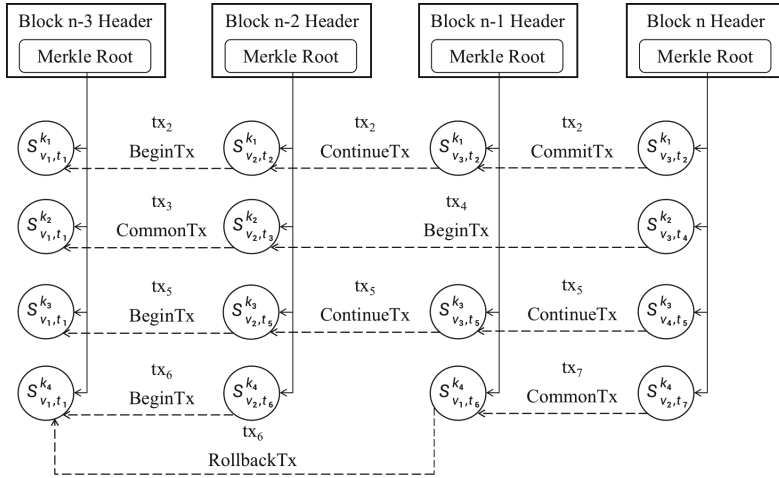 Block n-3 Header
Block n-2 Header
Block n-1 Header
Block n Header
Merkle Root
Merkle Root
Merkle Root
Merkle Root
tx₂
tx₂
tx₂
S^{k₁}_{v₁,t₁}
BeginTx
S^{k₁}_{v₂,t₂}
ContinueTx
S^{k₁}_{v₃,t₂}
CommitTx
S^{k₁}_{v₃,t₂}
tx₃
tx₄
S^{k₂}_{v₁,t₁}
CommonTx
S^{k₂}_{v₂,t₃}
BeginTx
S^{k₂}_{v₃,t₄}
tx₅
tx₅
tx₅
S^{k₃}_{v₁,t₁}
BeginTx
S^{k₃}_{v₂,t₅}
ContinueTx
S^{k₃}_{v₃,t₅}
ContinueTx
S^{k₃}_{v₄,t₅}
tx₆
tx₇
S^{k₄}_{v₁,t₁}
BeginTx
S^{k₄}_{v₂,t₆}
S^{k₄}_{v₁,t₆}
CommonTx
S^{k₄}_{v₂,t₇}
tx₆
RollbackTx